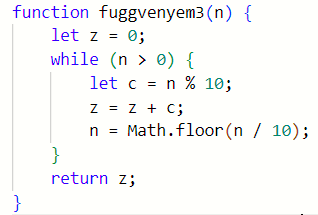 function fuggvenyem3(n) {
let z = 0;
while (n > 0) {
let c = n % 10;
z = z + c;
n = Math.floor(n / 10);
}
return z;
}